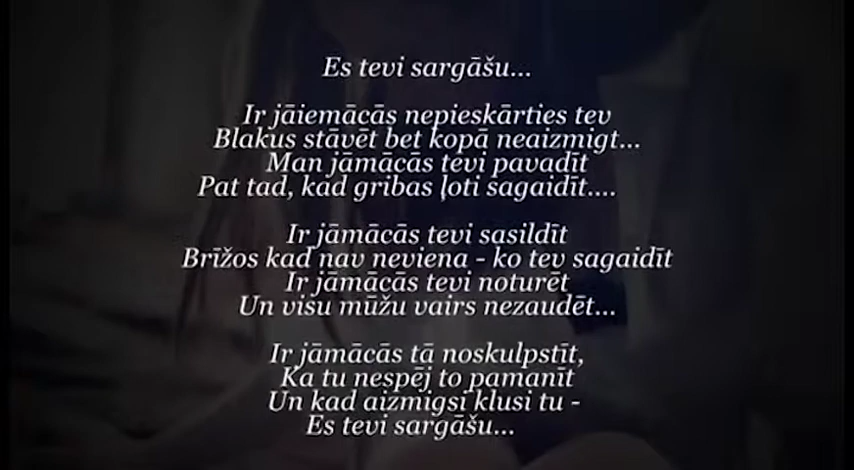 Es tevi sargāšu...
Ir jāiemācās nepieskārties tev
Blakus stāvēt bet kopā neaizmigt...
Man jāmācās tevi pavadīt
Pat tad, kad gribas ļoti sagaidīt....
Ir jāmācās tevi sasildīt
Brīžos kad nav neviena - ko tev sagaidīt
Ir jāmācās tevi noturēt
Un visu mūžu vairs nezaudēt...
Ir jāmācās tā noskulpstīt,
Ka tu nespēj to pamanīt
Un kad aizmigsi klusi tu -
Es tevi sargāšu...